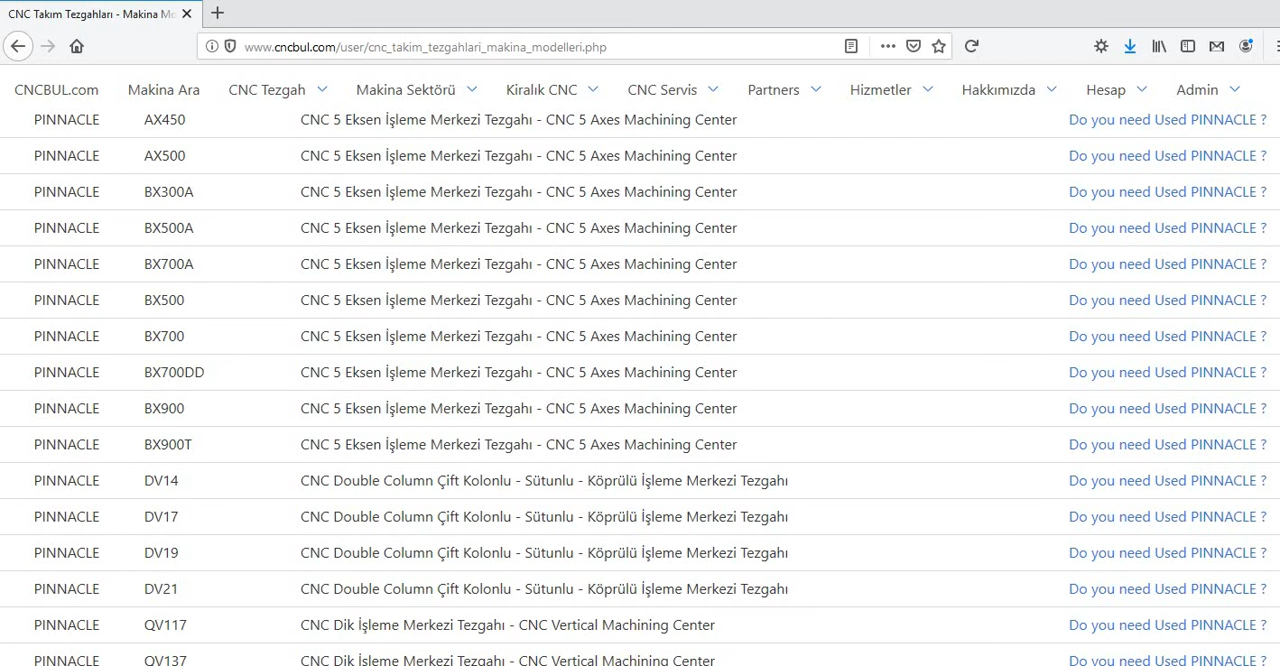 CNC Takım Tezgahları - Makina Mo
www.cncbul.com/user/cnc_takim_tezgahlari_makina_modelleri.php
CNCBUL.com Makina Ara CNC Tezgah Makina Sektörü Kiralık CNC CNC Servis Partners Hizmetler Hakkımızda Hesap Admin
PINNACLE AX450 CNC 5 Eksen İşleme Merkezi Tezgahı - CNC 5 Axes Machining Center Do you need Used PINNACLE ?
PINNACLE AX500 CNC 5 Eksen İşleme Merkezi Tezgahı - CNC 5 Axes Machining Center Do you need Used PINNACLE ?
PINNACLE BX300A CNC 5 Eksen İşleme Merkezi Tezgahı - CNC 5 Axes Machining Center Do you need Used PINNACLE ?
PINNACLE BX500A CNC 5 Eksen İşleme Merkezi Tezgahı - CNC 5 Axes Machining Center Do you need Used PINNACLE ?
PINNACLE BX700A CNC 5 Eksen İşleme Merkezi Tezgahı - CNC 5 Axes Machining Center Do you need Used PINNACLE ?
PINNACLE BX500 CNC 5 Eksen İşleme Merkezi Tezgahı - CNC 5 Axes Machining Center Do you need Used PINNACLE ?
PINNACLE BX700 CNC 5 Eksen İşleme Merkezi Tezgahı - CNC 5 Axes Machining Center Do you need Used PINNACLE ?
PINNACLE BX700DD CNC 5 Eksen İşleme Merkezi Tezgahı - CNC 5 Axes Machining Center Do you need Used PINNACLE ?
PINNACLE BX900 CNC 5 Eksen İşleme Merkezi Tezgahı - CNC 5 Axes Machining Center Do you need Used PINNACLE ?
PINNACLE BX900T CNC 5 Eksen İşleme Merkezi Tezgahı - CNC 5 Axes Machining Center Do you need Used PINNACLE ?
PINNACLE DV14 CNC Double Column Çift Kolonlu - Sütunlu - Köprülü İşleme Merkezi Tezgahı Do you need Used PINNACLE ?
PINNACLE DV17 CNC Double Column Çift Kolonlu - Sütunlu - Köprülü İşleme Merkezi Tezgahı Do you need Used PINNACLE ?
PINNACLE DV19 CNC Double Column Çift Kolonlu - Sütunlu - Köprülü İşleme Merkezi Tezgahı Do you need Used PINNACLE ?
PINNACLE DV21 CNC Double Column Çift Kolonlu - Sütunlu - Köprülü İşleme Merkezi Tezgahı Do you need Used PINNACLE ?
PINNACLE QV117 CNC Dik İşleme Merkezi Tezgahı - CNC Vertical Machining Center Do you need Used PINNACLE ?
PINNACLE QV137 CNC Dik İşleme Merkezi Tezgahı - CNC Vertical Machining Center Do you need Used PINNACLE ?